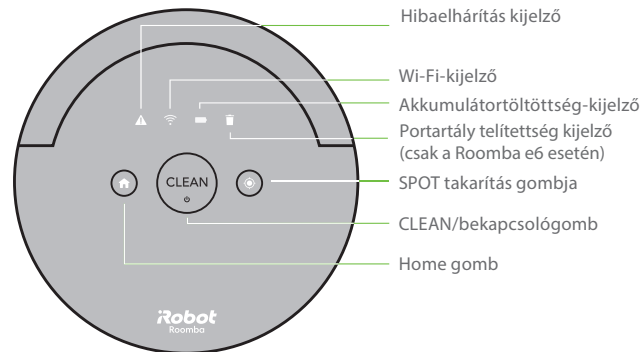 Hibaelhárítás kijelző
Wi-Fi-kijelző
Akkumulátortöltöttség-kijelző
Portartály telítettség kijelző
(csak a Roomba e6 esetén)
SPOT takarítás gombja
CLEAN/bekapcsológomb
Home gomb
CLEAN
iRobot
Roomba